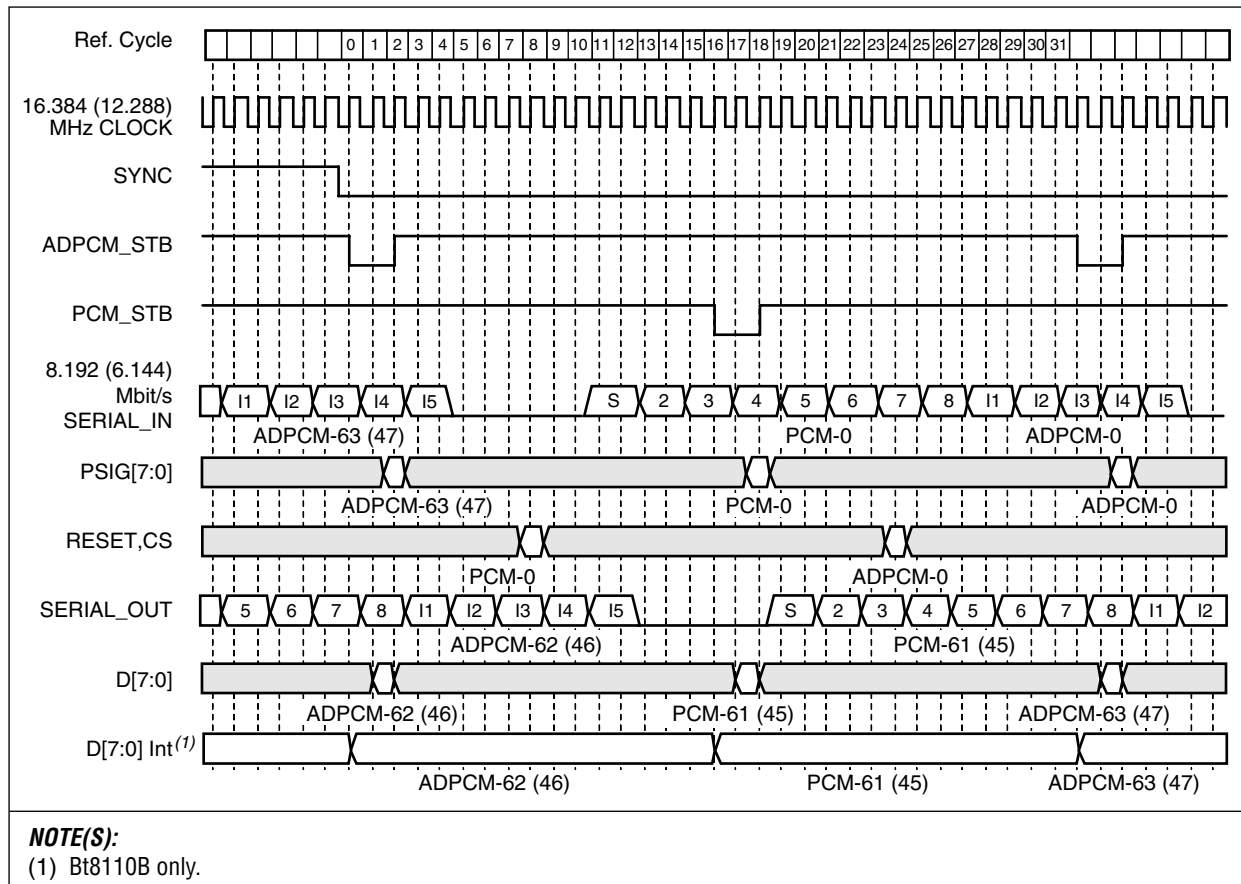 Ref. Cycle 0 1 2 3 4 5 6 7 8 9 10 11 12 13 14 15 16 17 18 19 20 21 22 23 24 25 26 27 28 29 30 31
16.384 (12.288)
MHz CLOCK
SYNC
ADPCM_STB
PCM_STB
8.192 (6.144)
Mbit/s
SERIAL_IN
I1 I2 I3 I4 I5 S 2 3 4 5 6 7 8 I1 I2 I3 I4 I5
ADPCM-63 (47) PCM-0 ADPCM-0
PSIG[7:0]
ADPCM-63 (47) PCM-0 ADPCM-0
RESET,CS
PCM-0 ADPCM-0
SERIAL_OUT 5 6 7 8 I1 I2 I3 I4 I5 S 2 3 4 5 6 7 8 I1 I2
ADPCM-62 (46) PCM-61 (45)
D[7:0]
ADPCM-62 (46) PCM-61 (45) ADPCM-63 (47)
D[7:0] Int (1)
ADPCM-62 (46) PCM-61 (45) ADPCM-63 (47)
NOTE(S):
(1) Bt8110B only.